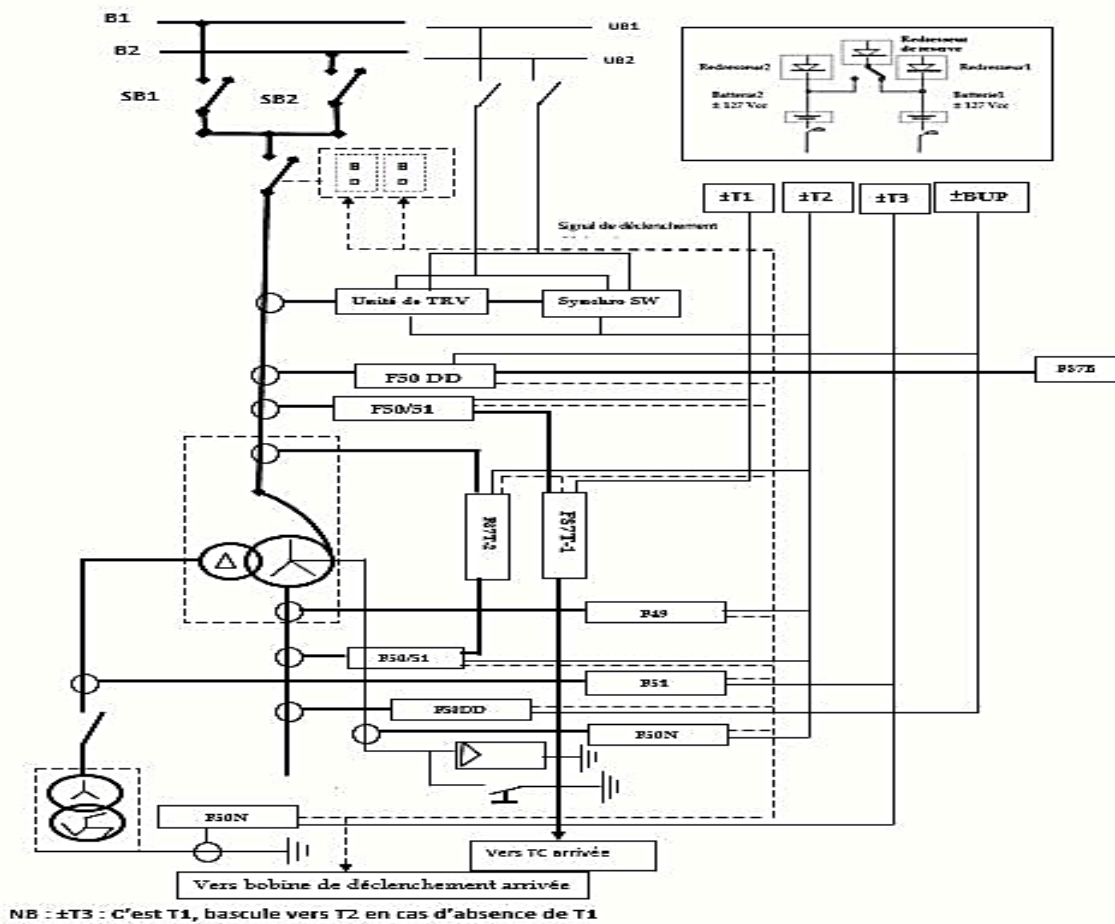 B1
B2
UB1
UB2
SB1
SB2
Redresseur de reserve
Redresseur2
Redresseur1
Batterie2
± 127 Vcc
Batterie1
± 127 Vcc
B
D
B
D
±T1
±T2
±T3
±BUP
Signal de déclenchement
Unité de TRV
Synchro SW
F50 DD
F87B
F50/51
F87T-2
F87T-1
F49
F50/51
F51
F50DD
F50N
F50N
Vers TC arrivée
Vers bobine de déclenchement arrivée
NB : ±T3 : C'est T1, bascule vers T2 en cas d'absence de T1